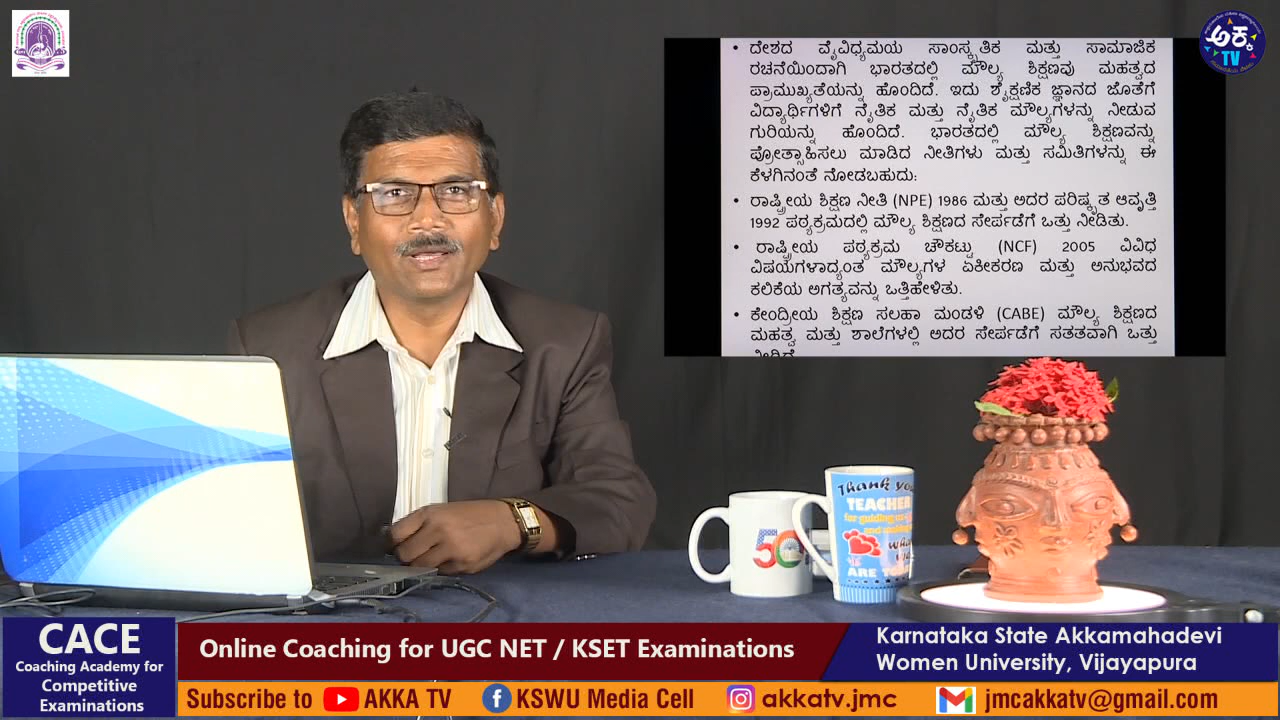 ಅಕ್ಕ
TV
• ದೇಶದ ವೈವಿಧ್ಯಮಯ ಸಾಂಸ್ಕೃತಿಕ ಮತ್ತು ಸಾಮಾಜಿಕ
ರಚನೆಯಿಂದಾಗಿ ಭಾರತದಲ್ಲಿ ಮೌಲ್ಯ ಶಿಕ್ಷಣವು ಮಹತ್ವದ
ಪ್ರಾಮುಖ್ಯತೆಯನ್ನು ಹೊಂದಿದೆ. ಇದು ಶೈಕ್ಷಣಿಕ ಜ್ಞಾನದ ಜೊತೆಗೆ
ವಿದ್ಯಾರ್ಥಿಗಳಿಗೆ ನೈತಿಕ ಮತ್ತು ನೈತಿಕ ಮೌಲ್ಯಗಳನ್ನು ನೀಡುವ
ಗುರಿಯನ್ನು ಹೊಂದಿದೆ. ಭಾರತದಲ್ಲಿ ಮೌಲ್ಯ ಶಿಕ್ಷಣವನ್ನು
ಪ್ರೋತ್ಸಾಹಿಸಲು ಮಾಡಿದ ನೀತಿಗಳು ಮತ್ತು ಸಮಿತಿಗಳನ್ನು ಈ
ಕೆಳಗಿನಂತೆ ನೋಡಬಹುದು:
• ರಾಷ್ಟ್ರೀಯ ಶಿಕ್ಷಣ ನೀತಿ (NPE) 1986 ಮತ್ತು ಅದರ ಪರಿಷ್ಕೃತ ಆವೃತ್ತಿ
1992 ಪಠ್ಯಕ್ರಮದಲ್ಲಿ ಮೌಲ್ಯ ಶಿಕ್ಷಣದ ಸೇರ್ಪಡೆಗೆ ಒತ್ತು ನೀಡಿತು.
• ರಾಷ್ಟ್ರೀಯ ಪಠ್ಯಕ್ರಮ ಚೌಕಟ್ಟು (NCF) 2005 ವಿವಿಧ
ವಿಷಯಗಳಾದ್ಯಂತ ಮೌಲ್ಯಗಳ ಏಕೀಕರಣ ಮತ್ತು ಅನುಭವದ
ಕಲಿಕೆಯ ಅಗತ್ಯವನ್ನು ಒತ್ತಿಹೇಳಿತು.
• ಕೇಂದ್ರೀಯ ಶಿಕ್ಷಣ ಸಲಹಾ ಮಂಡಳಿ (CABE) ಮೌಲ್ಯ ಶಿಕ್ಷಣದ
ಮಹತ್ವ ಮತ್ತು ಶಾಲೆಗಳಲ್ಲಿ ಅದರ ಸೇರ್ಪಡೆಗೆ ಸತತವಾಗಿ ಒತ್ತು
50
Thank you
TEACHER
for guiding
ARE
CACE
Coaching Academy for
Competitive
Examinations
Online Coaching for UGC NET / KSET Examinations
Karnataka State Akkamahadevi
Women University, Vijayapura
Subscribe to AKKA TV KSWU Media Cell akkatv.jmc jmcakkatv@gmail.com